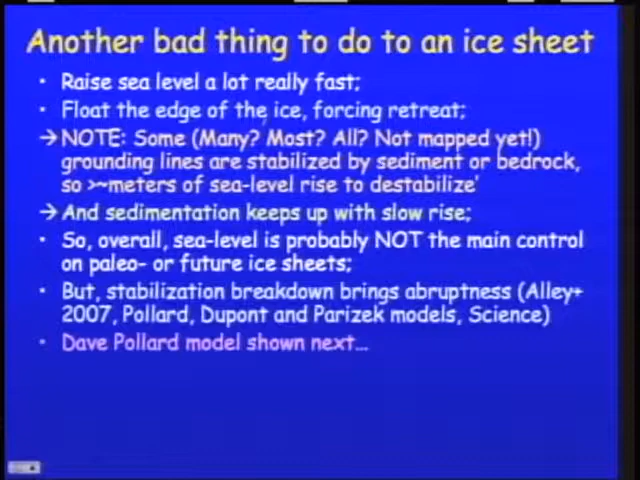 Another bad thing to do to an ice sheet
• Raise sea level a lot really fast;
• Float the edge of the ice, forcing retreat;
→ NOTE: Some (Many? Most? All? Not mapped yet!)
grounding lines are stabilized by sediment or bedrock,
so >~meters of sea-level rise to destabilize'
→ And sedimentation keeps up with slow rise;
• So, overall, sea-level is probably NOT the main control
on paleo- or future ice sheets;
• But, stabilization breakdown brings abruptness (Alley+
2007, Pollard, Dupont and Parizek models, Science)
• Dave Pollard model shown next…